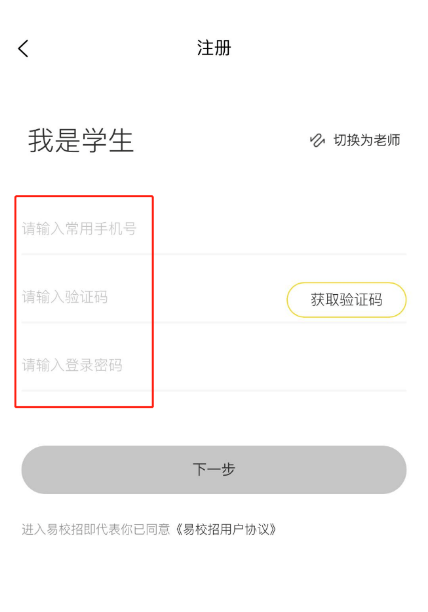 注册
我是学生
切换为老师
请输入常用手机号
请输入验证码
获取验证码
请输入登录密码
下一步
进入易校招即代表你已同意《易校招用户协议》